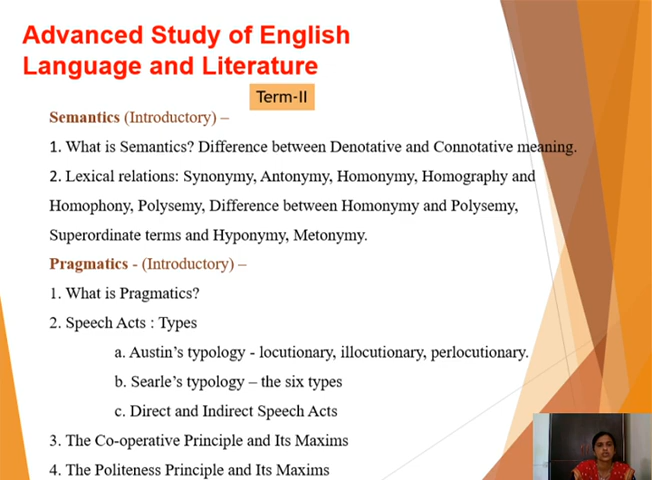 Advanced Study of English
Language and Literature
Term-II
Semantics (Introductory) –
1. What is Semantics? Difference between Denotative and Connotative meaning.
2. Lexical relations: Synonymy, Antonymy, Homonymy, Homography and
Homophony, Polysemy, Difference between Homonymy and Polysemy,
Superordinate terms and Hyponymy, Metonymy.
Pragmatics - (Introductory) –
1. What is Pragmatics?
2. Speech Acts : Types
a. Austin's typology - locutionary, illocutionary, perlocutionary.
b. Searle's typology – the six types
c. Direct and Indirect Speech Acts
3. The Co-operative Principle and Its Maxims
4. The Politeness Principle and Its Maxims